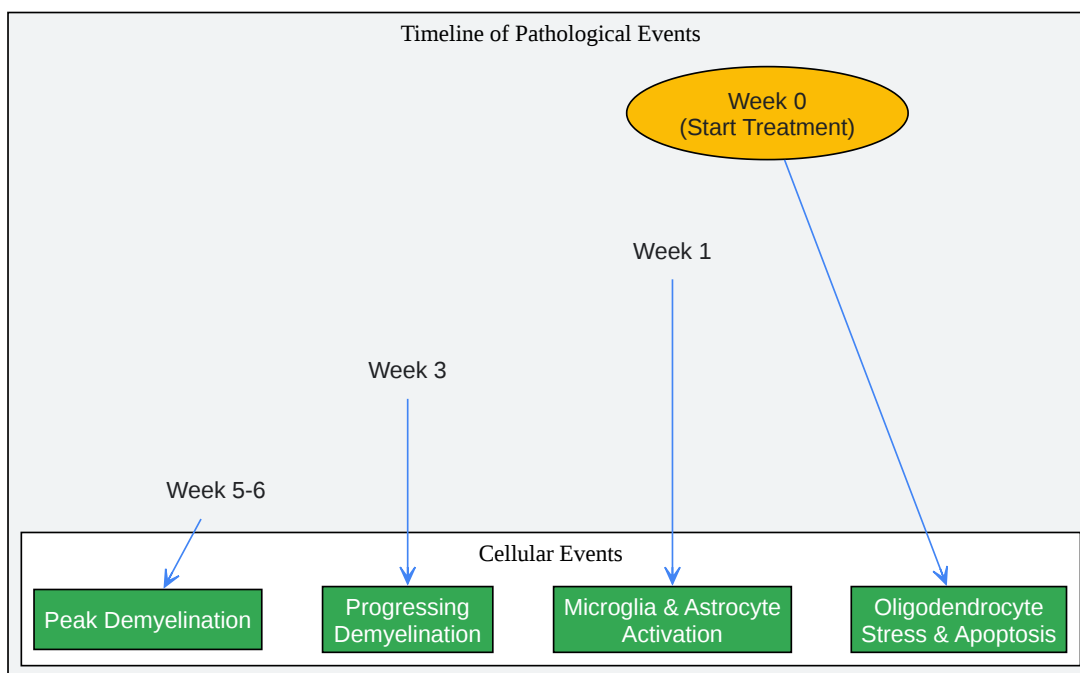 Timeline of Pathological Events
Week 0
(Start Treatment)
Week 1
Week 3
Week 5-6
Cellular Events
Peak Demyelination
Progressing
Demyelination
Microglia & Astrocyte
Activation
Oligodendrocyte
Stress & Apoptosis